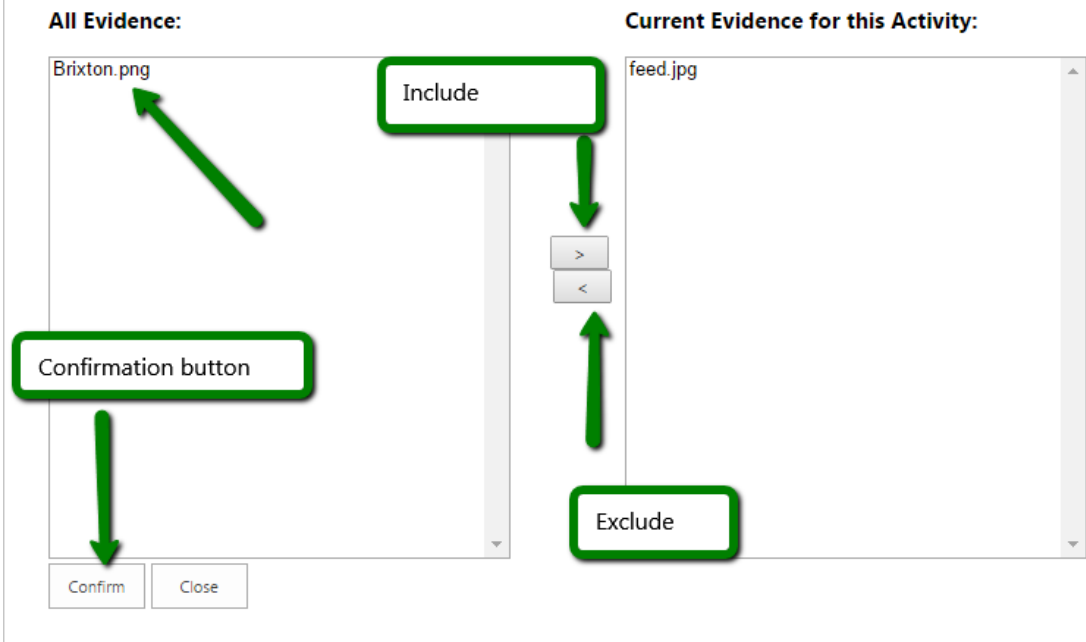 All Evidence:
Current Evidence for this Activity:
Brixton.png
feed.jpg
Include
>
<
Confirmation button
Exclude
Confirm
Close